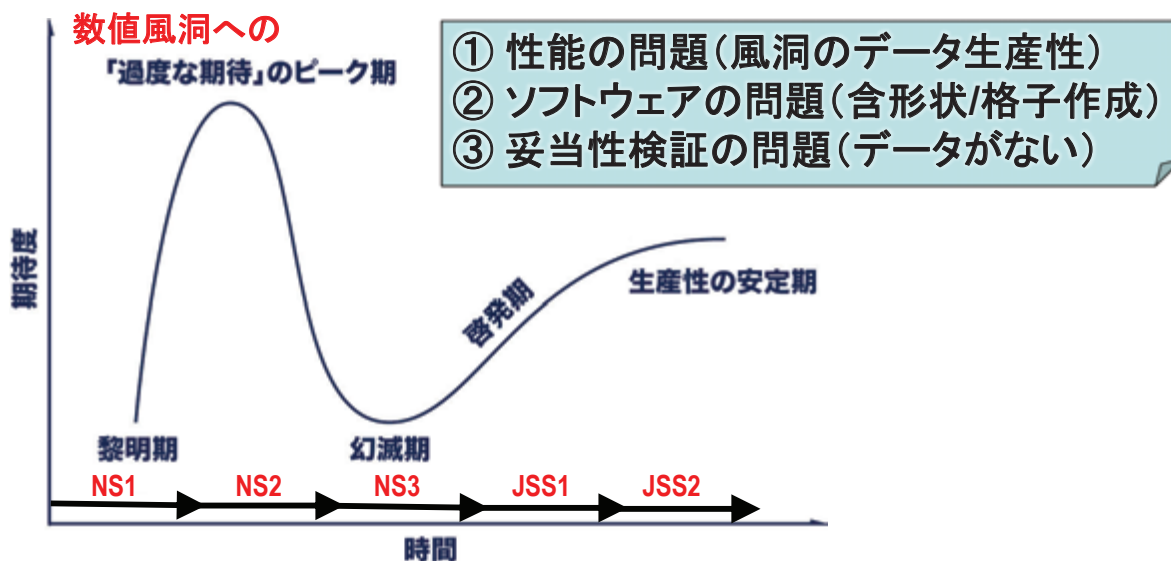 数値風洞への
「過度な期待」のピーク期
① 性能の問題(風洞のデータ生産性)
② ソフトウェアの問題(含形状/格子作成)
③ 妥当性検証の問題(データがない)
期待度
生産性の安定期
啓発期
黎明期
幻滅期
NS1 NS2 NS3 JSS1 JSS2
時間